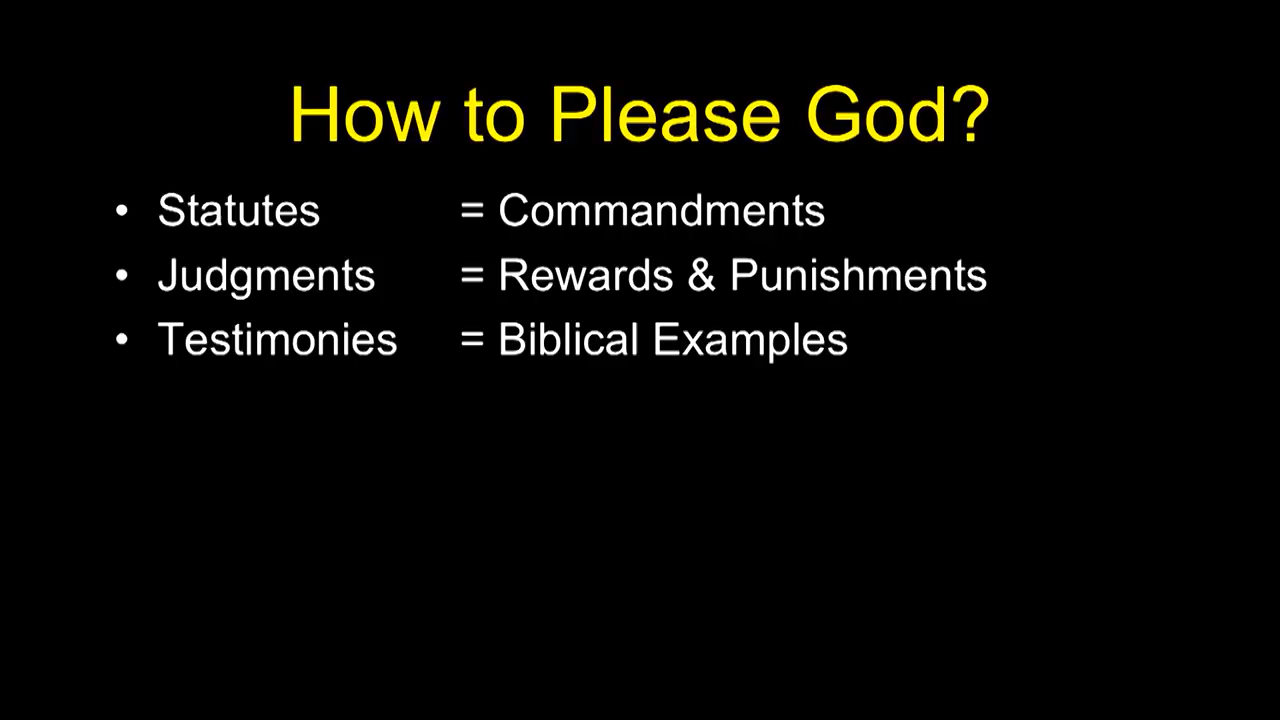 How to Please God?
• Statutes = Commandments
• Judgments = Rewards & Punishments
• Testimonies = Biblical Examples